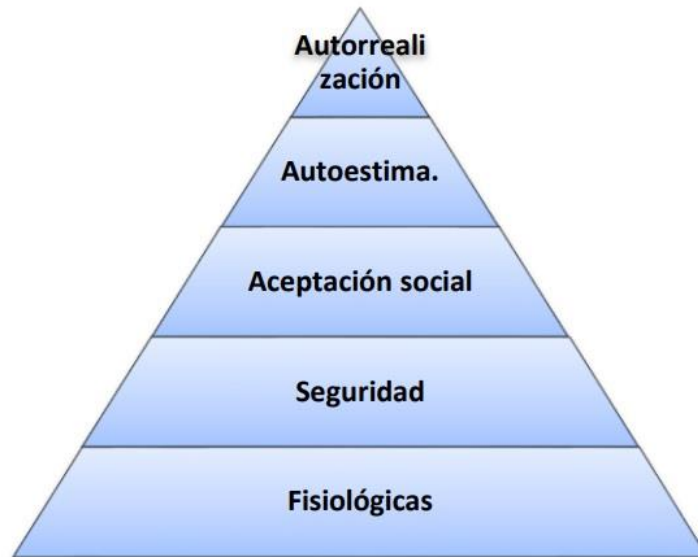 Autorreali
zación
Autoestima.
Aceptación social
Seguridad
Fisiológicas